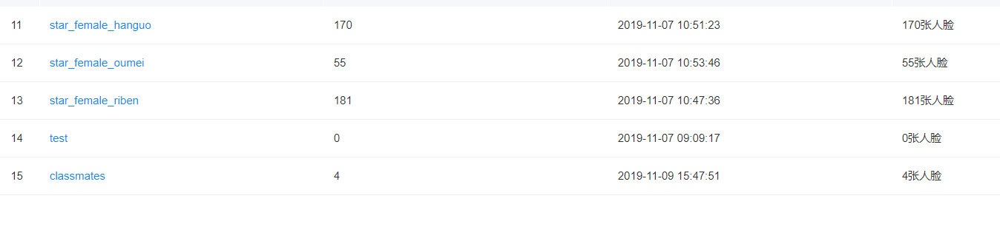 11 star_female_hanguo 170 2019-11-07 10:51:23 170张人脸
12 star_female_oumei 55 2019-11-07 10:53:46 55张人脸
13 star_female_riben 181 2019-11-07 10:47:36 181张人脸
14 test 0 2019-11-07 09:09:17 0张人脸
15 classmates 4 2019-11-09 15:47:51 4张人脸